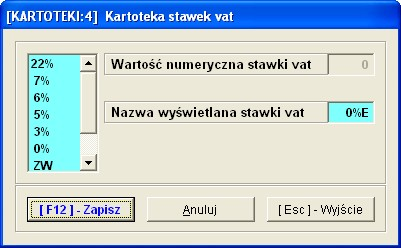 [KARTOTEKI:4] Kartoteka stawek vat
22%
7%
6%
5%
3%
0%
ZW
Wartość numeryczna stawki vat 0
Nazwa wyświetlana stawki vat 0%E
[ F12 ] - Zapisz Anuluj [ Esc ] - Wyjście